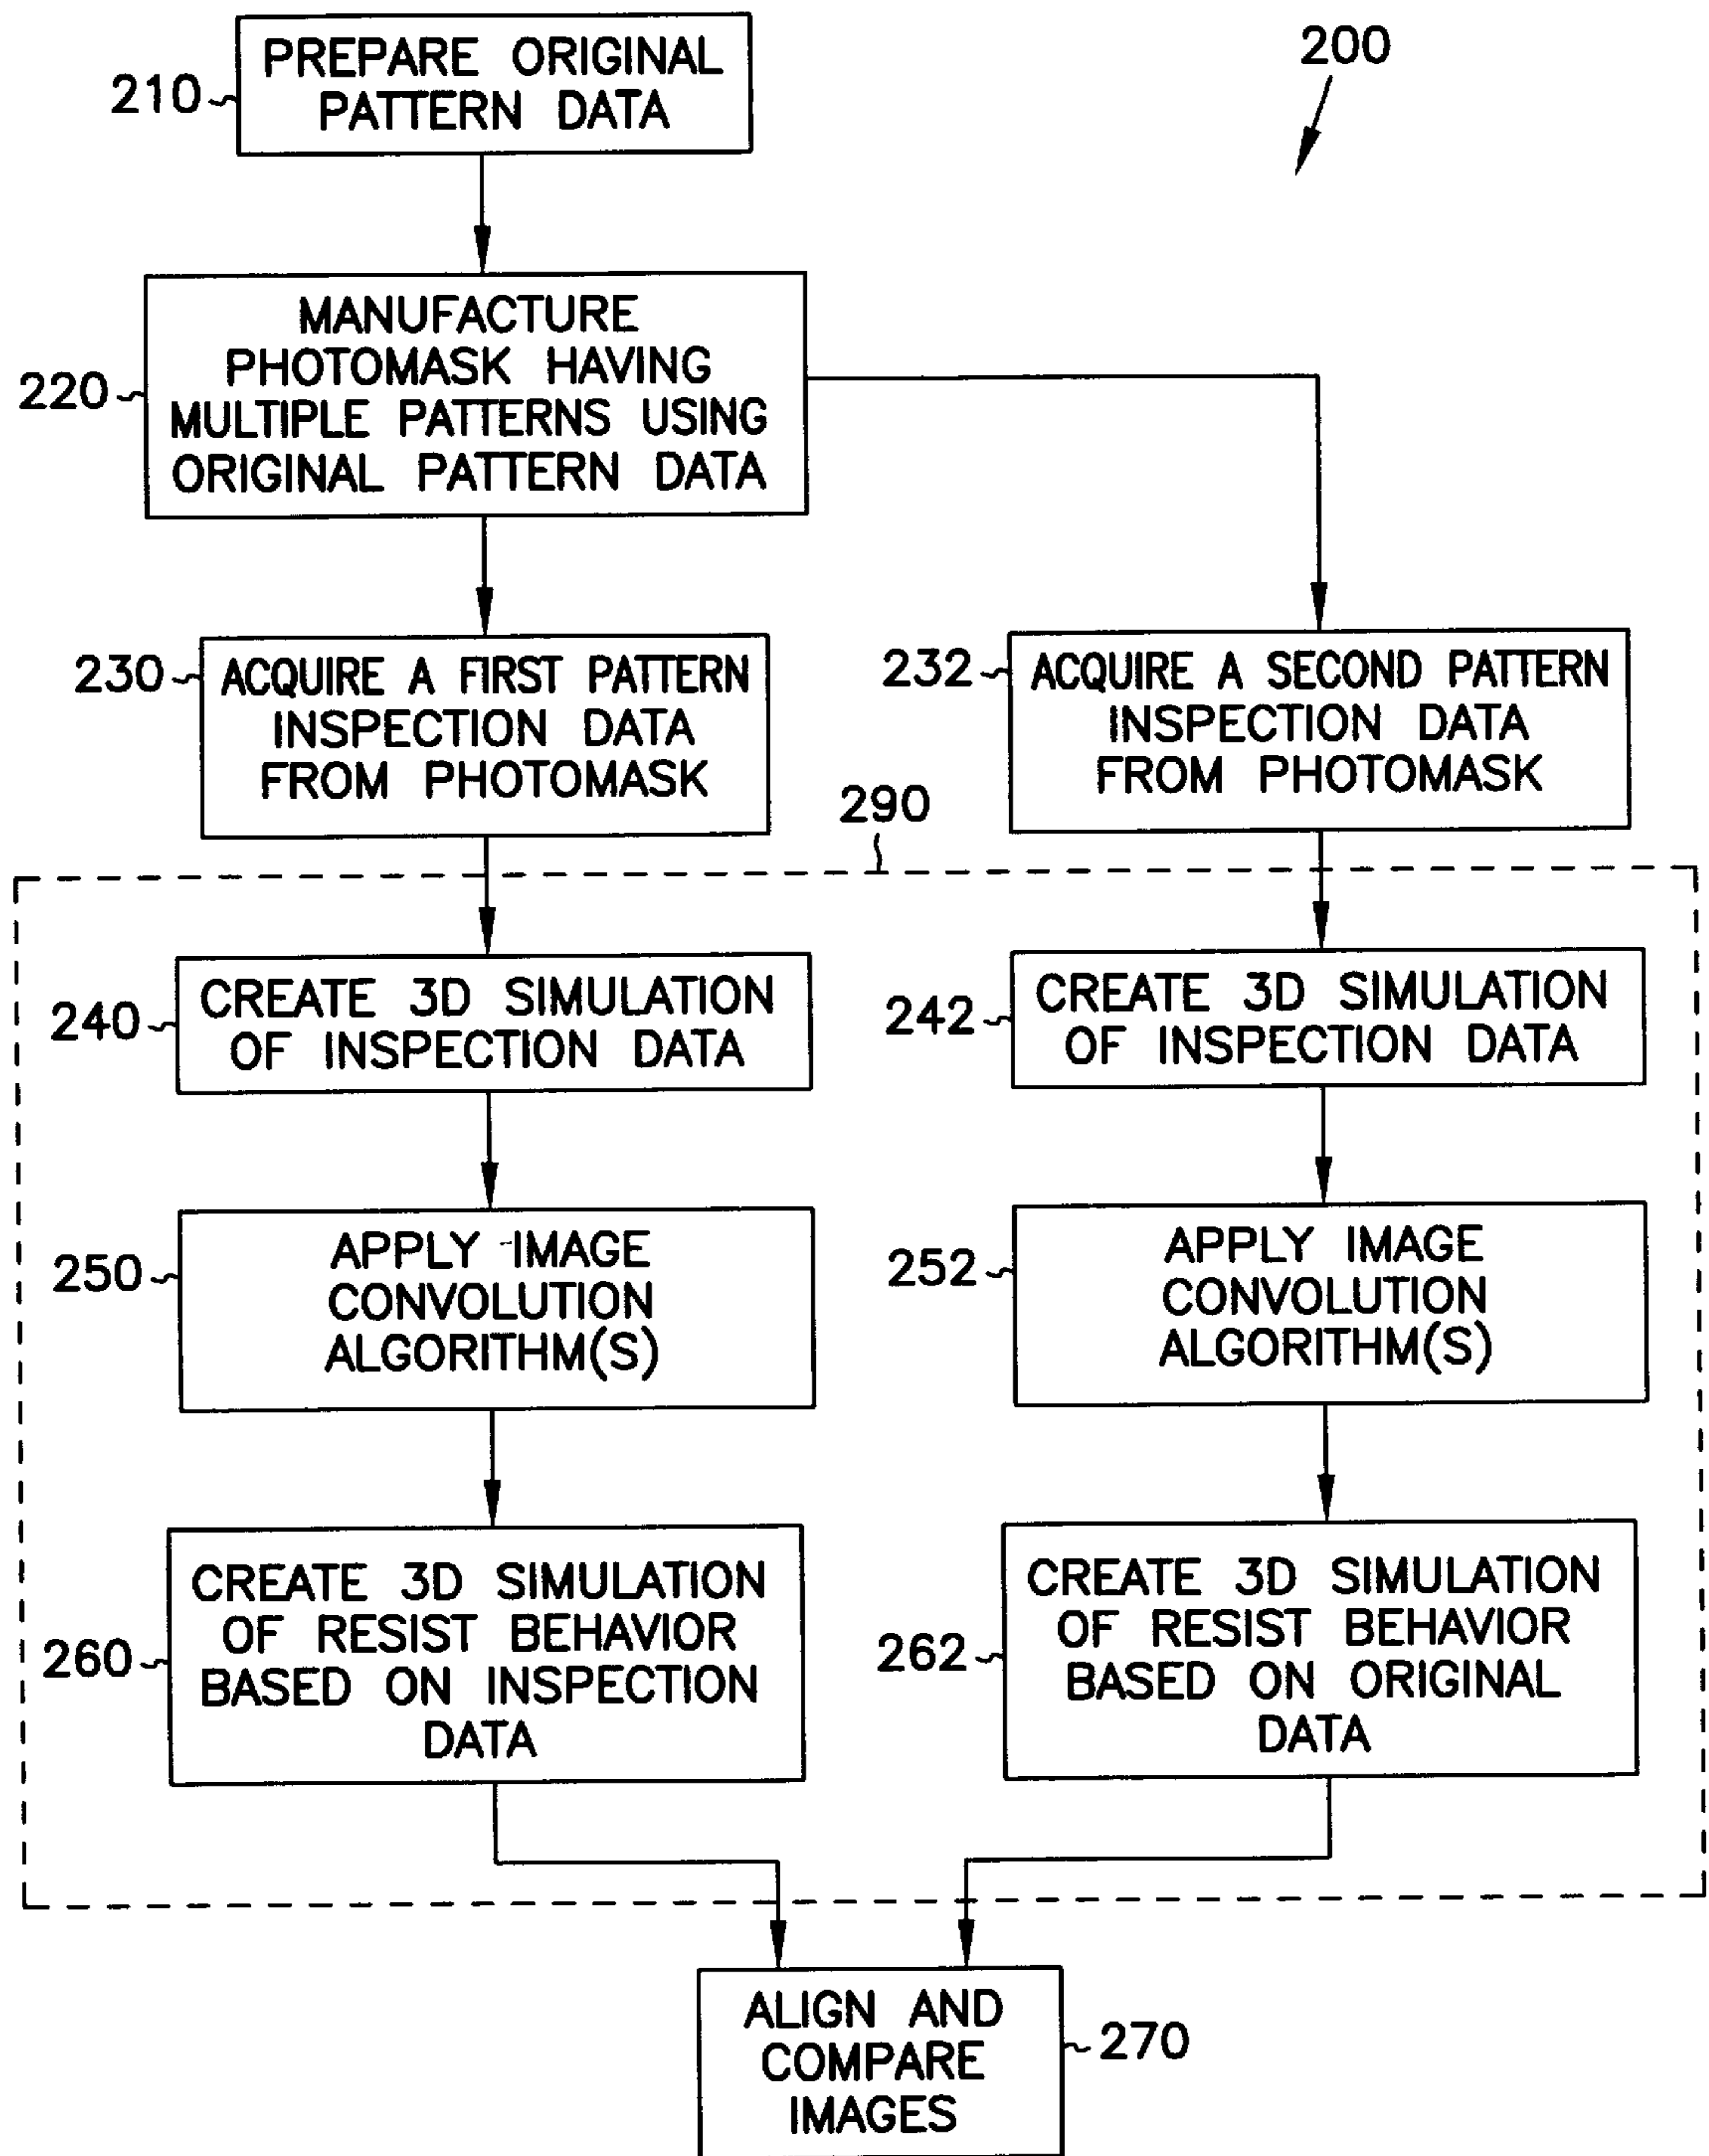 200
PREPARE ORIGINAL
PATTERN DATA
210
MANUFACTURE
PHOTOMASK HAVING
MULTIPLE PATTERNS USING
ORIGINAL PATTERN DATA
220
230
ACQUIRE A FIRST PATTERN
INSPECTION DATA
FROM PHOTOMASK
232
ACQUIRE A SECOND PATTERN
INSPECTION DATA
FROM PHOTOMASK
290
240
CREATE 3D SIMULATION
OF INSPECTION DATA
242
CREATE 3D SIMULATION
OF INSPECTION DATA
250
APPLY IMAGE
CONVOLUTION
ALGORITHM(S)
252
APPLY IMAGE
CONVOLUTION
ALGORITHM(S)
260
CREATE 3D SIMULATION
OF RESIST BEHAVIOR
BASED ON INSPECTION
DATA
262
CREATE 3D SIMULATION
OF RESIST BEHAVIOR
BASED ON ORIGINAL
DATA
ALIGN AND
COMPARE
IMAGES
270